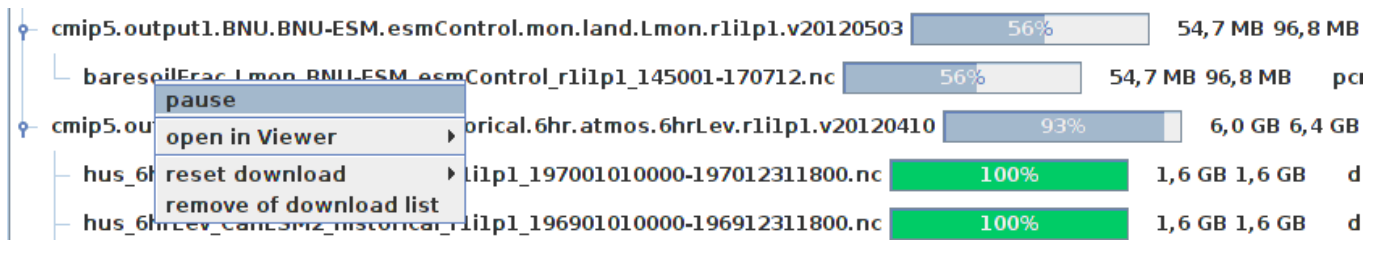 cmip5.output1.BNU.BNU-ESM.esmControl.mon.land.Lmon.r1i1p1.v20120503 56% 54,7 MB 96,8 MB
baresoilFrac_Lmon_BNU-ESM_esmControl_r1i1p1_145001-170712.nc 56% 54,7 MB 96,8 MB
pause
cmip5.ou orical.6hr.atmos.6hrLev.r1i1p1.v20120410 93% 6,0 GB 6,4 GB
open in Viewer
hus_6h 1i1p1_197001010000-197012311800.nc 100% 1,6 GB 1,6 GB d
reset download
remove of download list
hus_6hrLev_CanESM2_historical_r1i1p1_196901010000-196912311800.nc 100% 1,6 GB 1,6 GB d